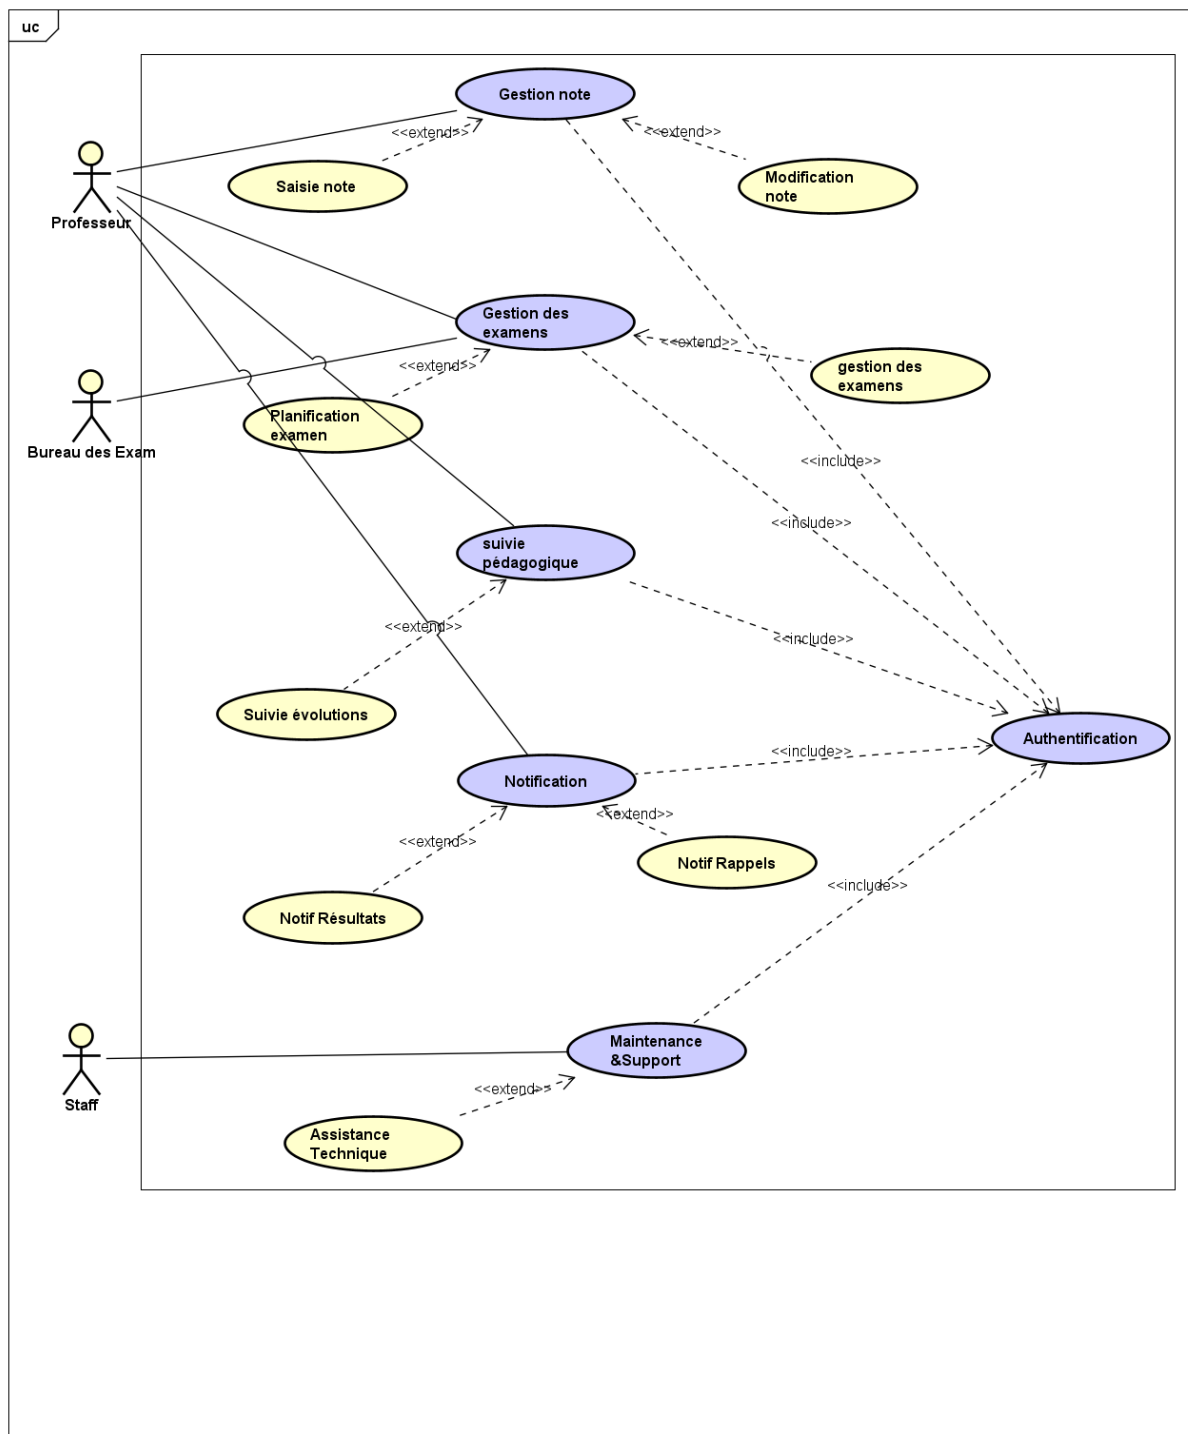 uc
Gestion note
<<extend>>
<<extend>>
Saisie note
Modification
note
Professeur
Gestion des
examens
<<extend>>
<<extend>>
gestion des
examens
Planification
examen
Bureau des Exam
<<include>>
<<include>>
suivie
pédagogique
<<extend>>
<<include>>
Suivie évolutions
Authentification
<<include>>
Notification
<<extend>>
<<extend>>
Notif Rappels
<<include>>
Notif Résultats
Maintenance
&Support
<<extend>>
Staff
Assistance
Technique